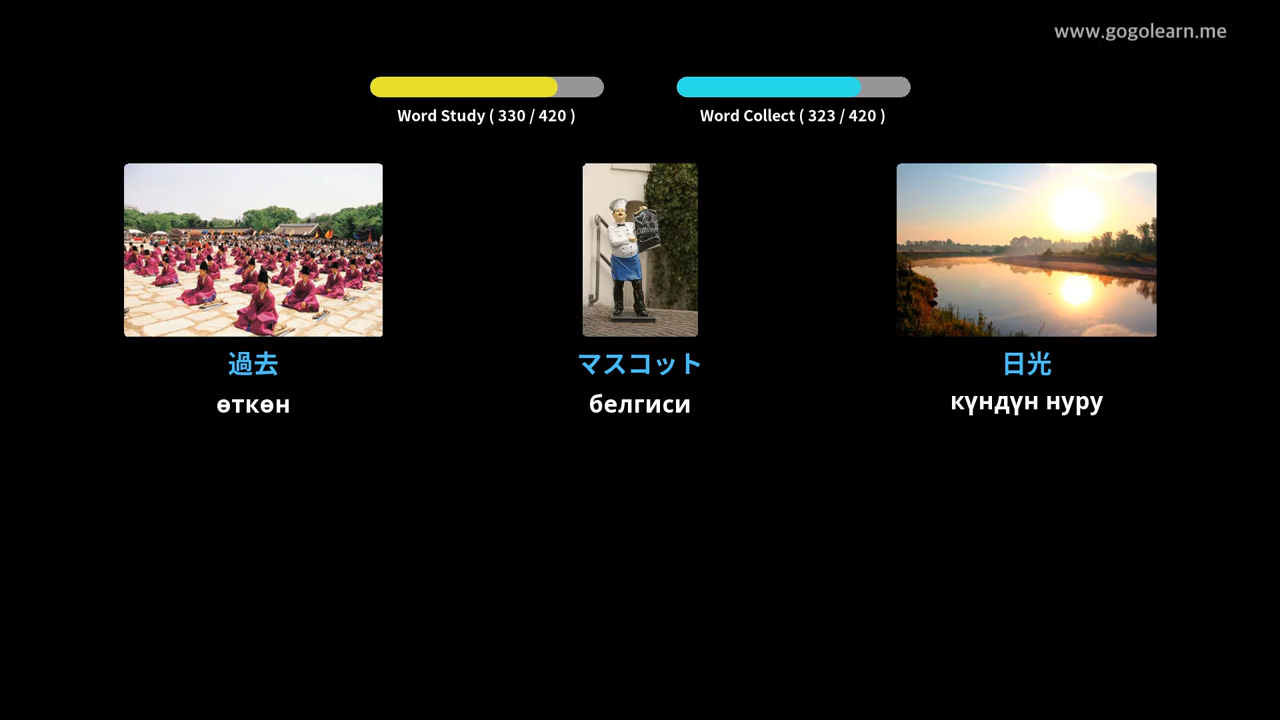 www.gogolearn.me
Word Study ( 330 / 420 )
Word Collect ( 323 / 420 )
過去
マスコット
日光
өткөн
белгиси
күндүн нуру